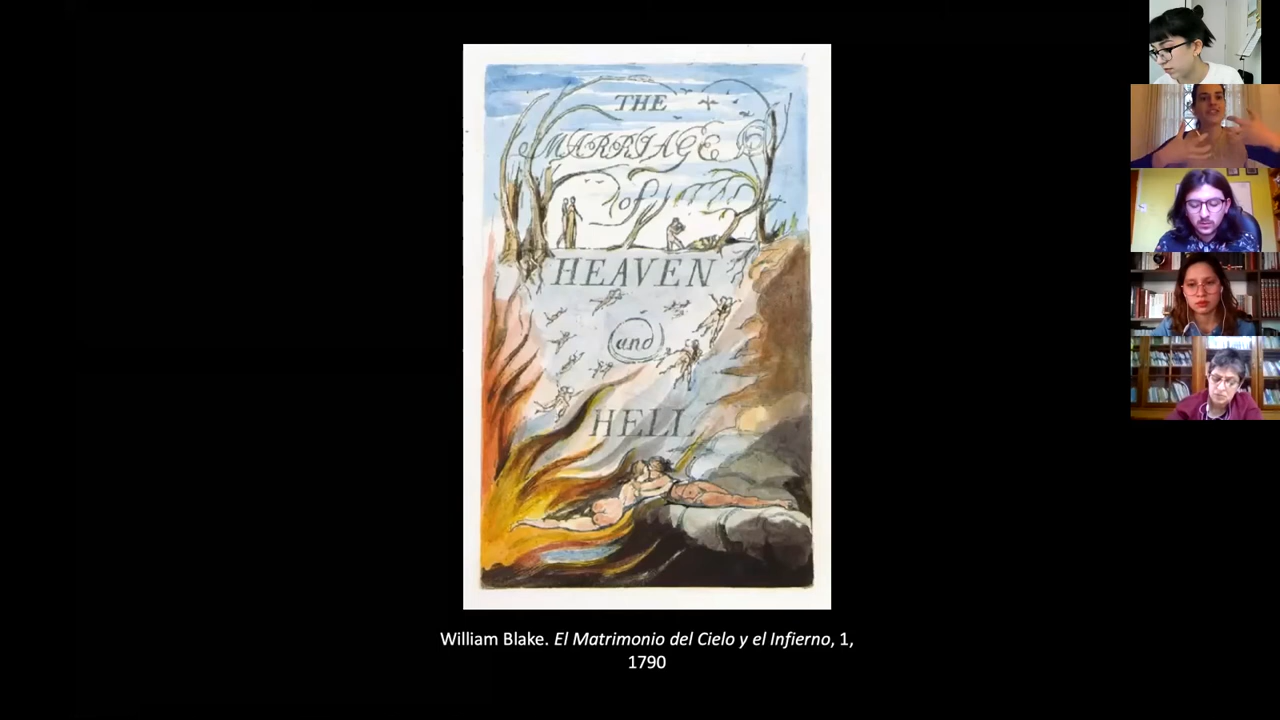 THE
MARRIAGE
of
HEAVEN
and
HELL
William Blake. El Matrimonio del Cielo y el Infierno, 1,
1790